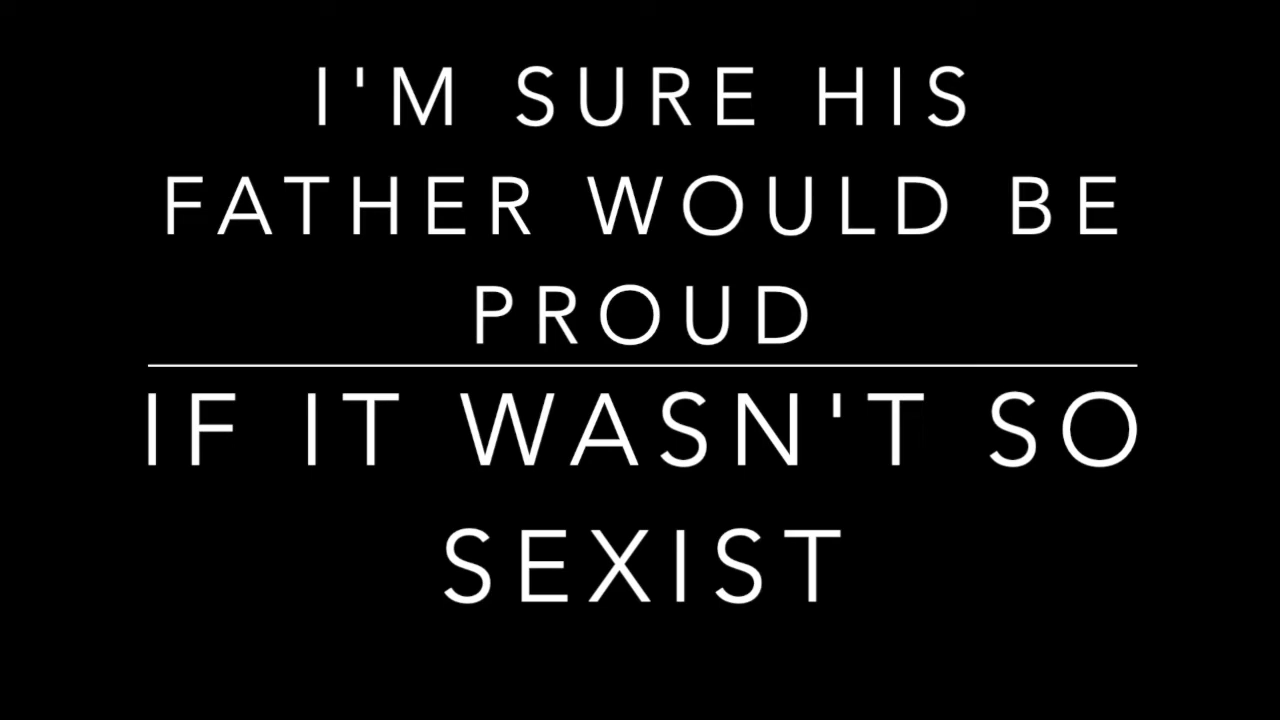 I'M SURE HIS
FATHER WOULD BE
PROUD
IF IT WASN'T SO
SEXIST